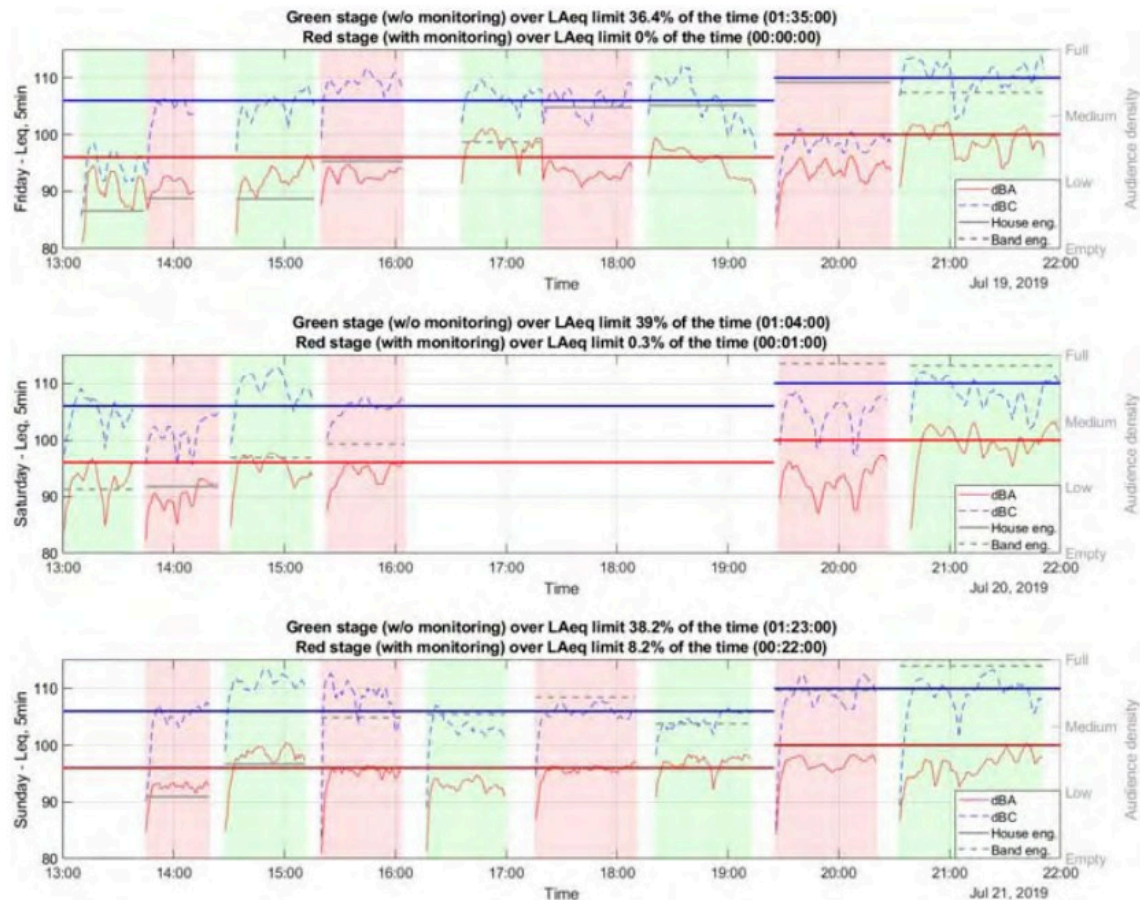 Green stage (w/o monitoring) over LAeq limit 36.4% of the time (01:35:00)
Red stage (with monitoring) over LAeq limit 0% of the time (00:00:00)
Friday - Leq, 5min
110
100
90
80
Full
Medium
Low
Empty
Audience density
dBA
dBC
House eng.
Band eng.
13:00 14:00 15:00 16:00 17:00 18:00 19:00 20:00 21:00 22:00
Time
Jul 19, 2019
Green stage (w/o monitoring) over LAeq limit 39% of the time (01:04:00)
Red stage (with monitoring) over LAeq limit 0.3% of the time (00:01:00)
Saturday - Leq, 5min
110
100
90
80
Full
Medium
Low
Empty
Audience density
dBA
dBC
House eng.
Band eng.
13:00 14:00 15:00 16:00 17:00 18:00 19:00 20:00 21:00 22:00
Time
Jul 20, 2019
Green stage (w/o monitoring) over LAeq limit 38.2% of the time (01:23:00)
Red stage (with monitoring) over LAeq limit 8.2% of the time (00:22:00)
Sunday - Leq, 5min
110
100
90
80
Full
Medium
Low
Empty
Audience density
dBA
dBC
House eng.
Band eng.
13:00 14:00 15:00 16:00 17:00 18:00 19:00 20:00 21:00 22:00
Time
Jul 21, 2019